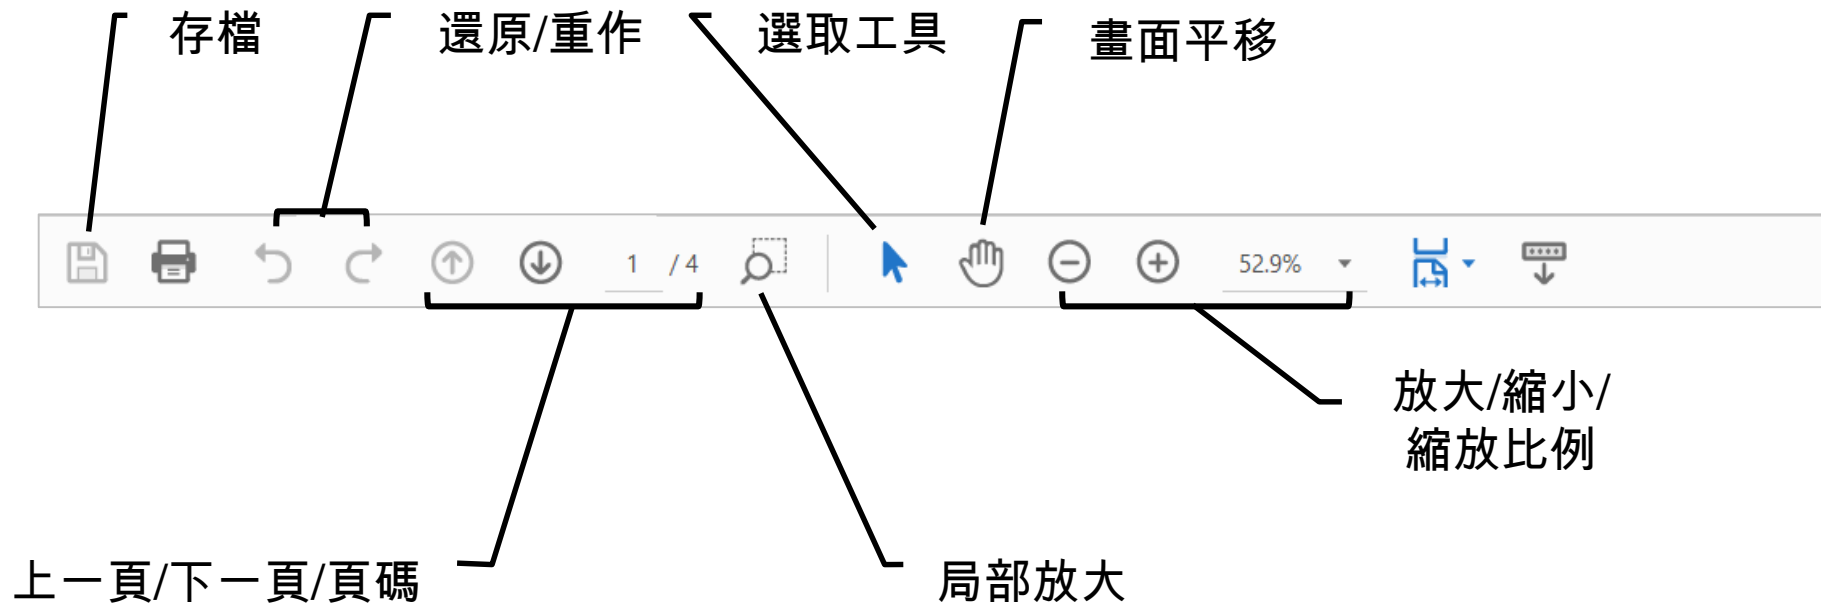 存檔
還原/重作
選取工具
畫面平移
1 / 4
52.9%
放大/縮小/
縮放比例
上一頁/下一頁/頁碼
局部放大